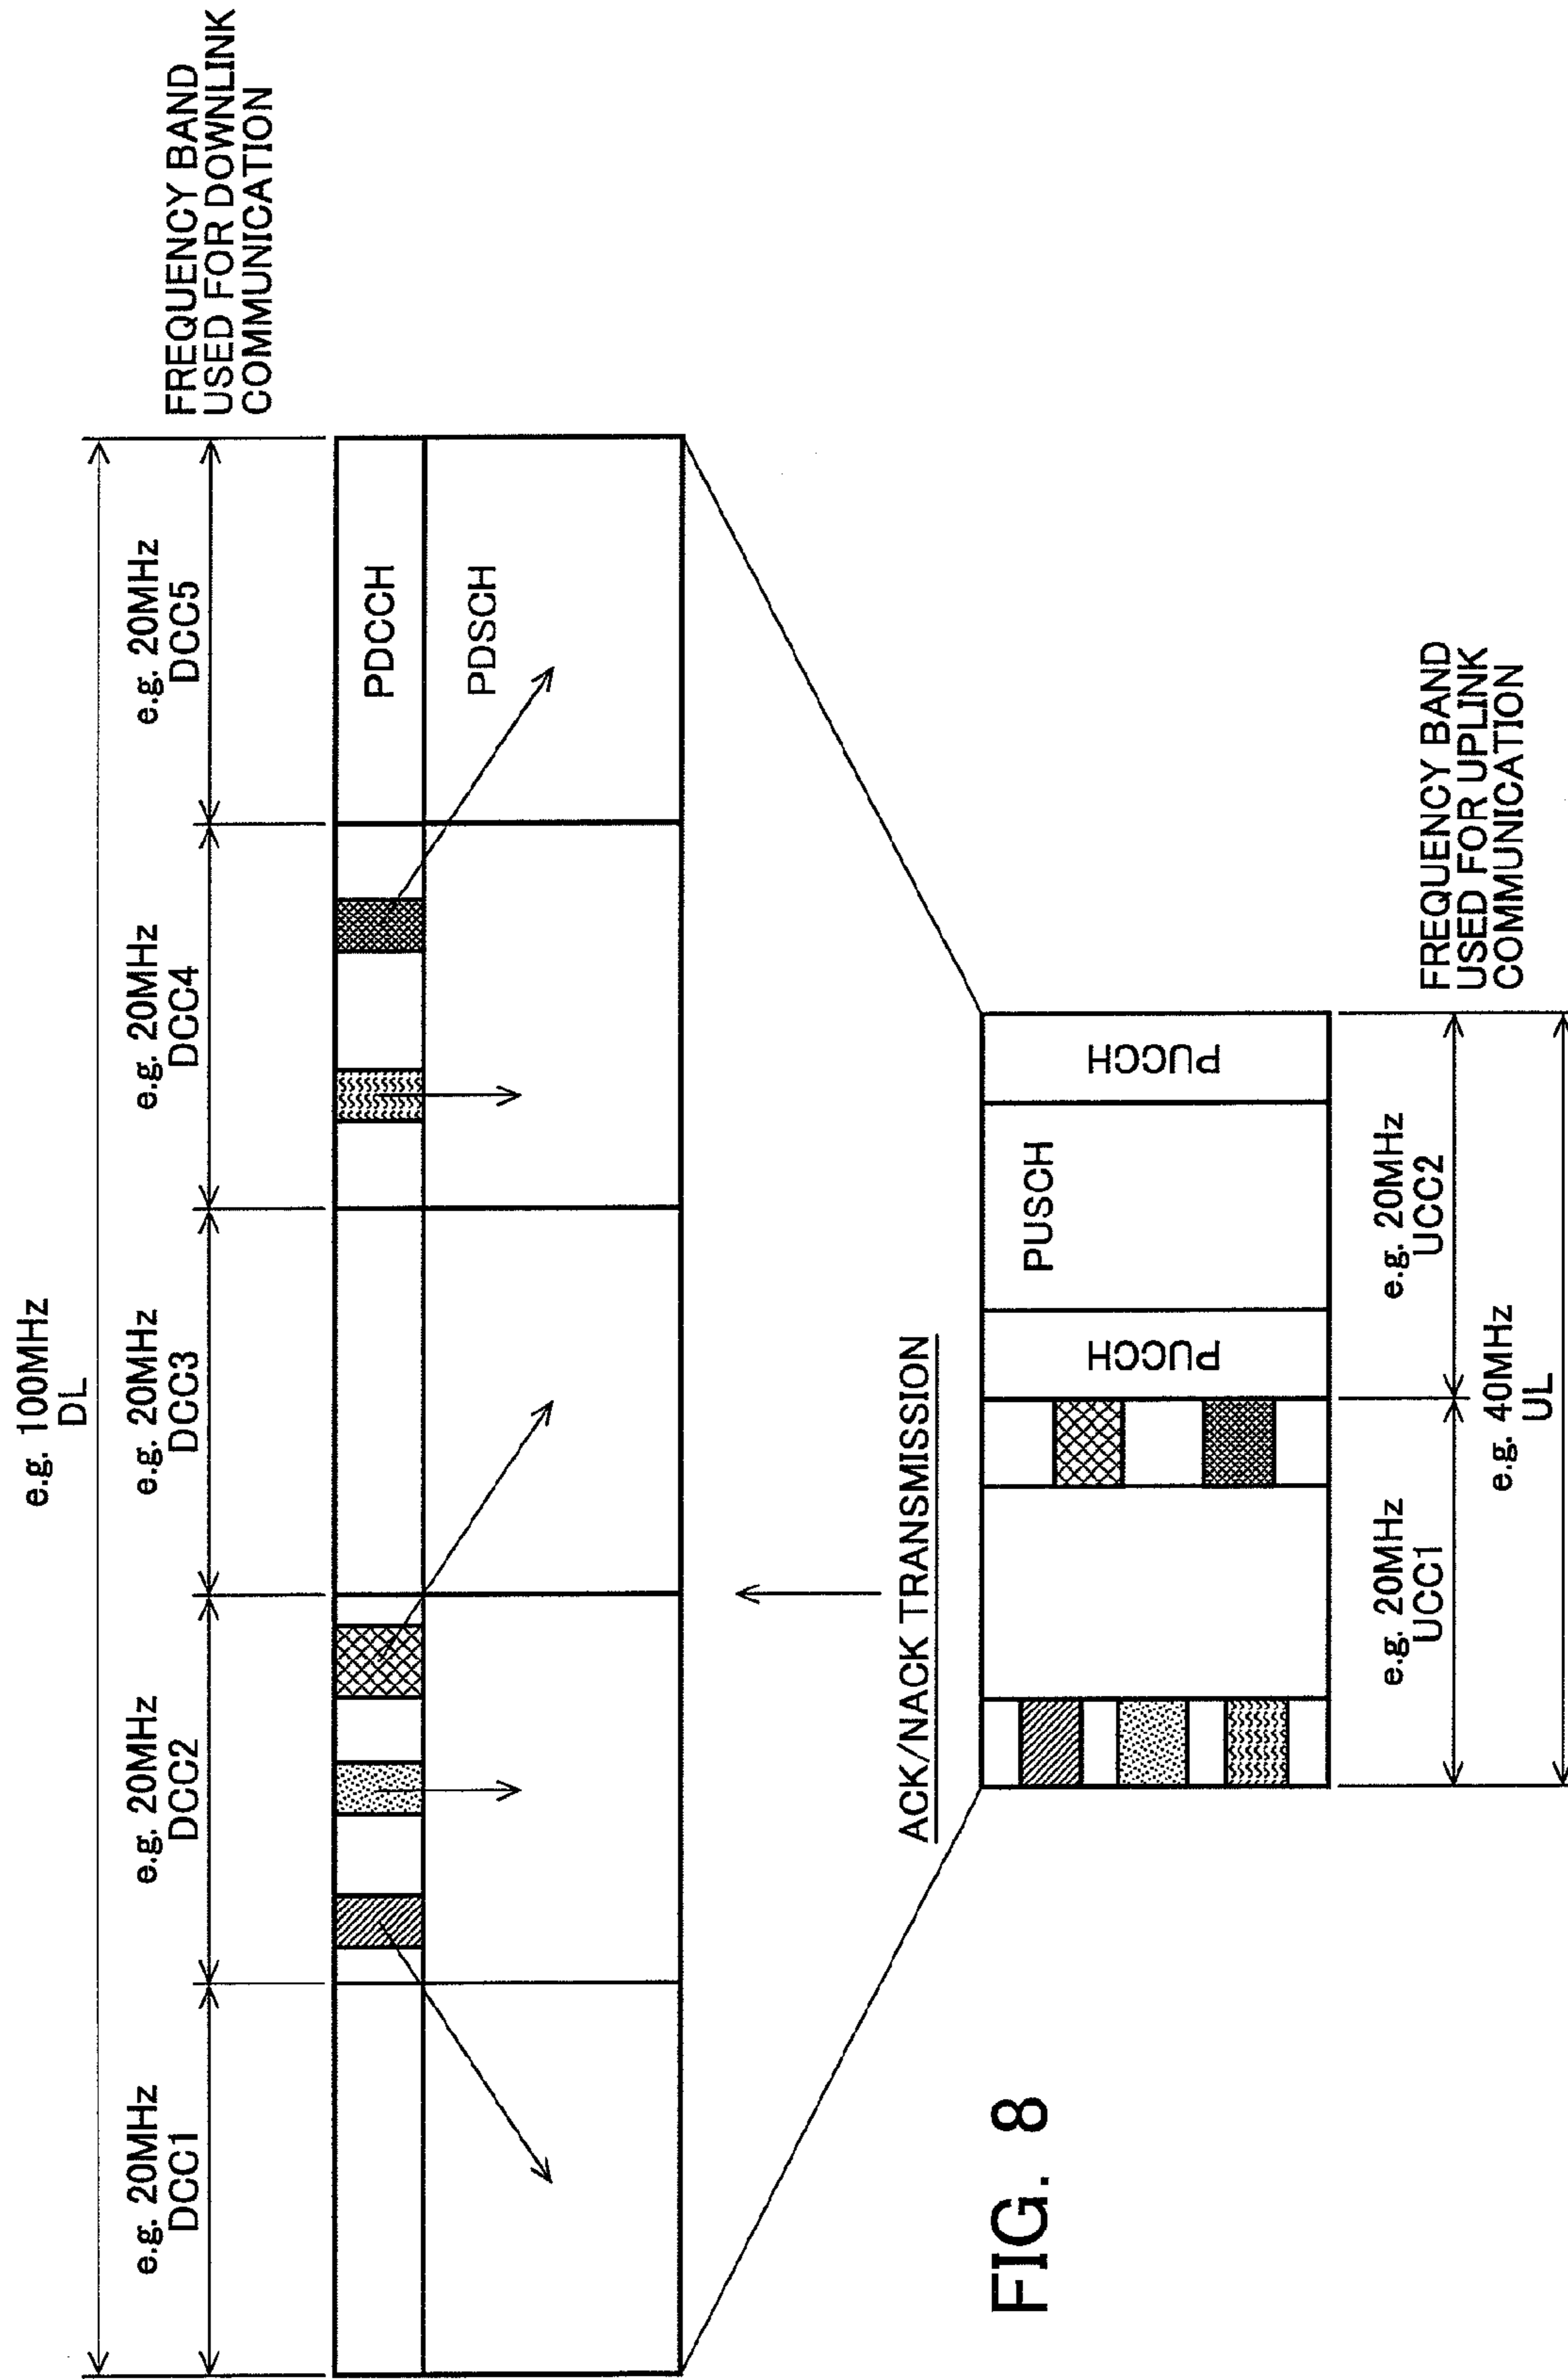 FREQUENCY BAND
USED FOR DOWNLINK
COMMUNICATION
e.g. 100MHz
DL
e.g. 20MHz
DCC1
e.g. 20MHz
DCC2
e.g. 20MHz
DCC3
e.g. 20MHz
DCC4
e.g. 20MHz
DCC5
PDCCH
PDSCH
ACK/NACK TRANSMISSION
PUCCH
PUSCH
PUCCH
e.g. 20MHz
UCC1
e.g. 20MHz
UCC2
e.g. 40MHz
UL
FREQUENCY BAND
USED FOR UPLINK
COMMUNICATION
FIG. 8